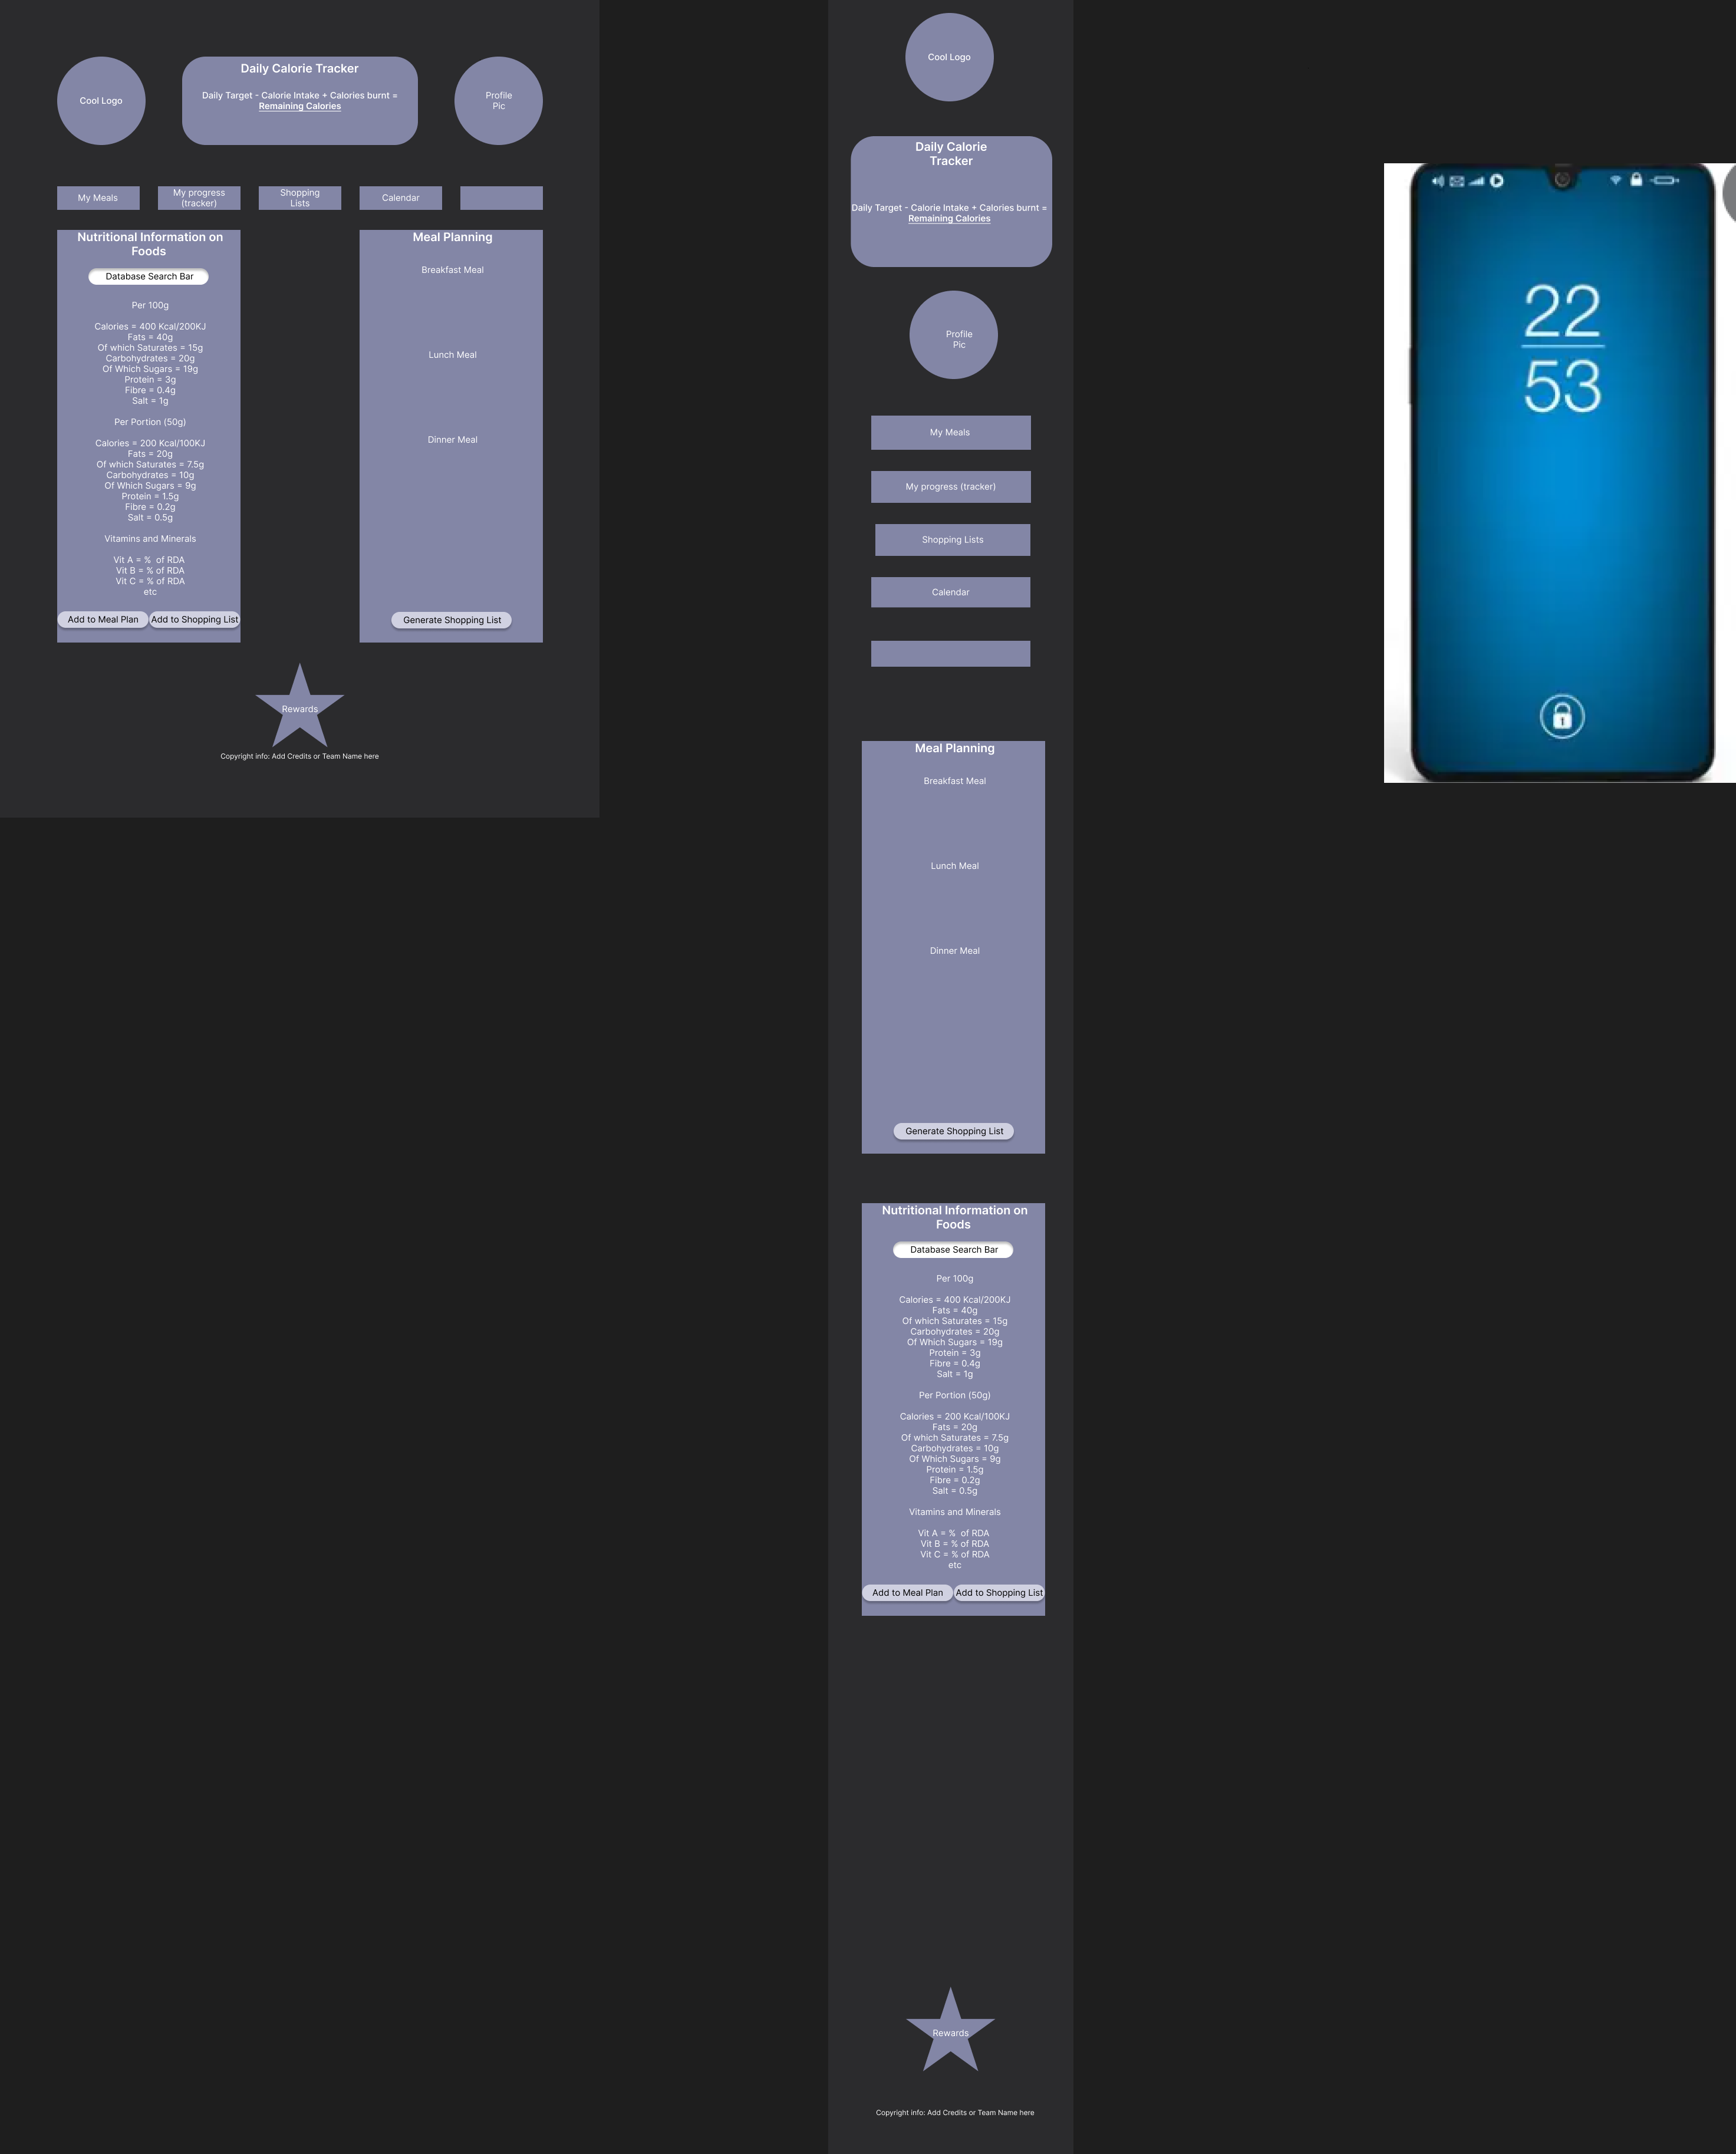 Cool Logo
Daily Calorie Tracker
Daily Target - Calorie Intake + Calories burnt =
Remaining Calories
Profile
Pic
My Meals
My progress
(tracker)
Shopping
Lists
Calendar
Nutritional Information on
Foods
Database Search Bar
Per 100g
Calories = 400 Kcal/200KJ
Fats = 40g
Of which Saturates = 15g
Carbohydrates = 20g
Of Which Sugars = 19g
Protein = 3g
Fibre = 0.4g
Salt = 1g
Per Portion (50g)
Calories = 200 Kcal/100KJ
Fats = 20g
Of which Saturates = 7.5g
Carbohydrates = 10g
Of Which Sugars = 9g
Protein = 1.5g
Fibre = 0.2g
Salt = 0.5g
Vitamins and Minerals
Vit A = %  of RDA
Vit B = % of RDA
Vit C = % of RDA
etc
Add to Meal Plan
Add to Shopping List
Meal Planning
Breakfast Meal
Lunch Meal
Dinner Meal
Generate Shopping List
Rewards
Copyright info: Add Credits or Team Name here
Cool Logo
Daily Calorie
Tracker
Daily Target - Calorie Intake + Calories burnt =
Remaining Calories
Profile
Pic
My Meals
My progress (tracker)
Shopping Lists
Calendar
Meal Planning
Breakfast Meal
Lunch Meal
Dinner Meal
Generate Shopping List
Nutritional Information on
Foods
Database Search Bar
Per 100g
Calories = 400 Kcal/200KJ
Fats = 40g
Of which Saturates = 15g
Carbohydrates = 20g
Of Which Sugars = 19g
Protein = 3g
Fibre = 0.4g
Salt = 1g
Per Portion (50g)
Calories = 200 Kcal/100KJ
Fats = 20g
Of which Saturates = 7.5g
Carbohydrates = 10g
Of Which Sugars = 9g
Protein = 1.5g
Fibre = 0.2g
Salt = 0.5g
Vitamins and Minerals
Vit A = %  of RDA
Vit B = % of RDA
Vit C = % of RDA
etc
Add to Meal Plan
Add to Shopping List
Rewards
Copyright info: Add Credits or Team Name here
22
53